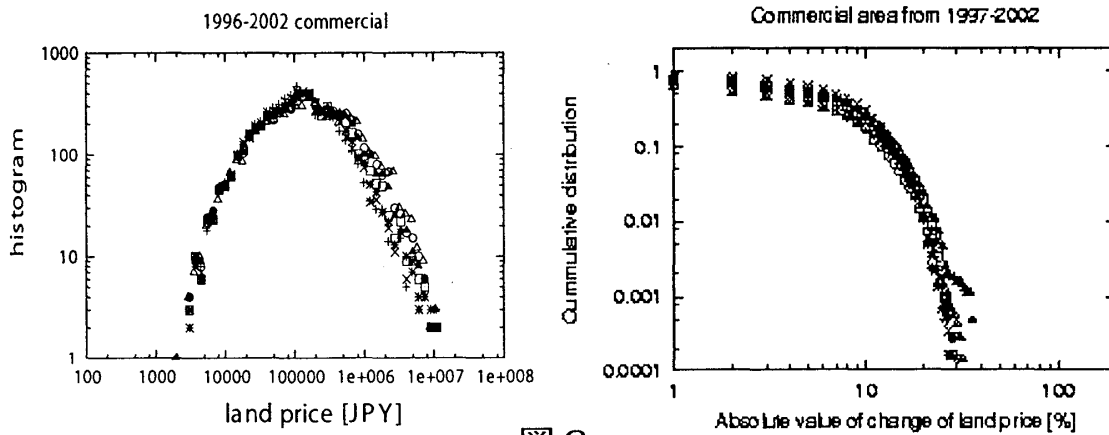 1996-2002 commercial
1000
100
10
1
histogram
100 1000 10000 100000 1e+006 1e+007 1e+008
land price [JPY]
Commercial area from 1997-2002
1
0.1
0.01
0.001
0.0001
Cummulative distribution
1 10 100
Absolute value of change of land price [%]